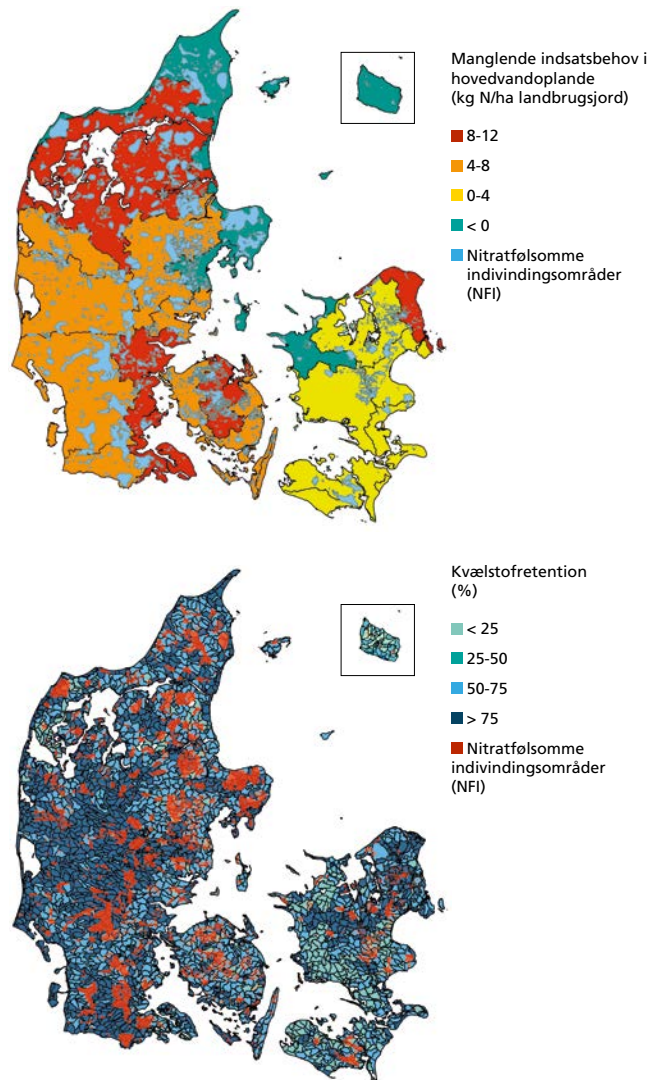 Manglende indsatsbehov i
hovedvandoplande
(kg N/ha landbrugsjord)
8-12
4-8
0-4
< 0
Nitratfølsomme
indivindingsområder
(NFI)
Kvælstofretention
(%)
< 25
25-50
50-75
> 75
Nitratfølsomme
indivindingsområder
(NFI)